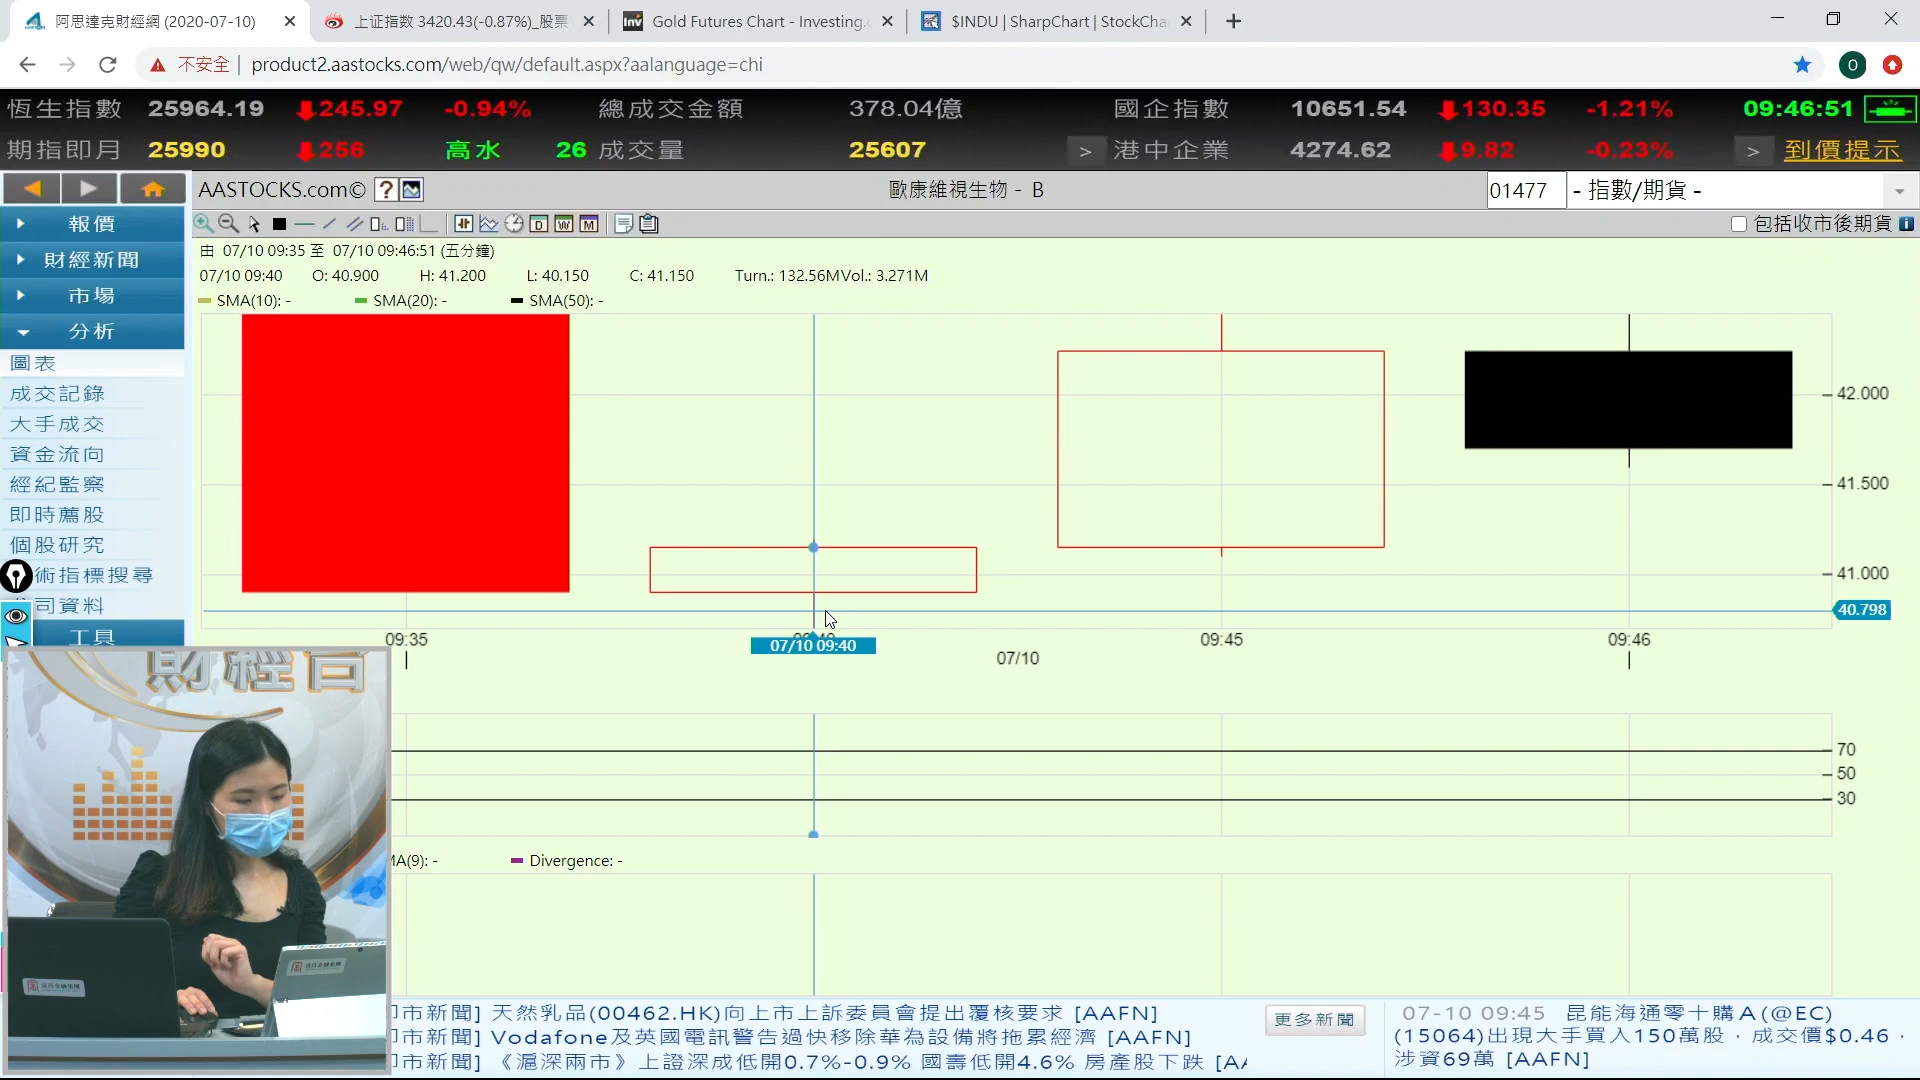 阿思達克財經網 (2020-07-10)
上证指数 3420.43(-0.87%)_股票
Gold Futures Chart - Investing.c
$INDU | SharpChart | StockCha
不安全
product2.aastocks.com/web/qw/default.aspx?aalanguage=chi
O
恆生指數 25964.19 245.97 -0.94% 總成交金額 378.04億 國企指數 10651.54 130.35 -1.21% 09:46:51
期指即月 25990 256 高水 26 成交量 25607 > 港中企業 4274.62 9.82 -0.23% > 到價提示
AASTOCKS.com© ? 歐康維視生物 - B 01477 - 指數/期貨 -
報價
財經新聞
市場
分析
圖表
成交記錄
大手成交
資金流向
經紀監察
即時薦股
個股研究
術指標搜尋
司資料
工具
D W M
包括收市後期貨 i
由 07/10 09:35 至 07/10 09:46:51 (五分鐘)
07/10 09:40 O: 40.900 H: 41.200 L: 40.150 C: 41.150 Turn.: 132.56MVol.: 3.271M
SMA(10): - SMA(20): - SMA(50): -
42.000
41.500
41.000
40.798
09:35 09:45 09:46
07/10 09:40
07/10
70
50
30
MA(9): - Divergence: -
財經台
市新聞] 天然乳品(00462.HK)向上市上訴委員會提出覆核要求 [AAFN]
市新聞] Vodafone及英國電訊警告過快移除華為設備將拖累經濟 [AAFN]
市新聞] 《滬深兩市》上證深成低開0.7%-0.9% 國壽低開4.6% 房產股下跌 [AA
更多新聞
07-10 09:45 昆能海通零十購A(@EC)
(15064)出現大手買入150萬股，成交價$0.46，
涉資69萬 [AAFN]